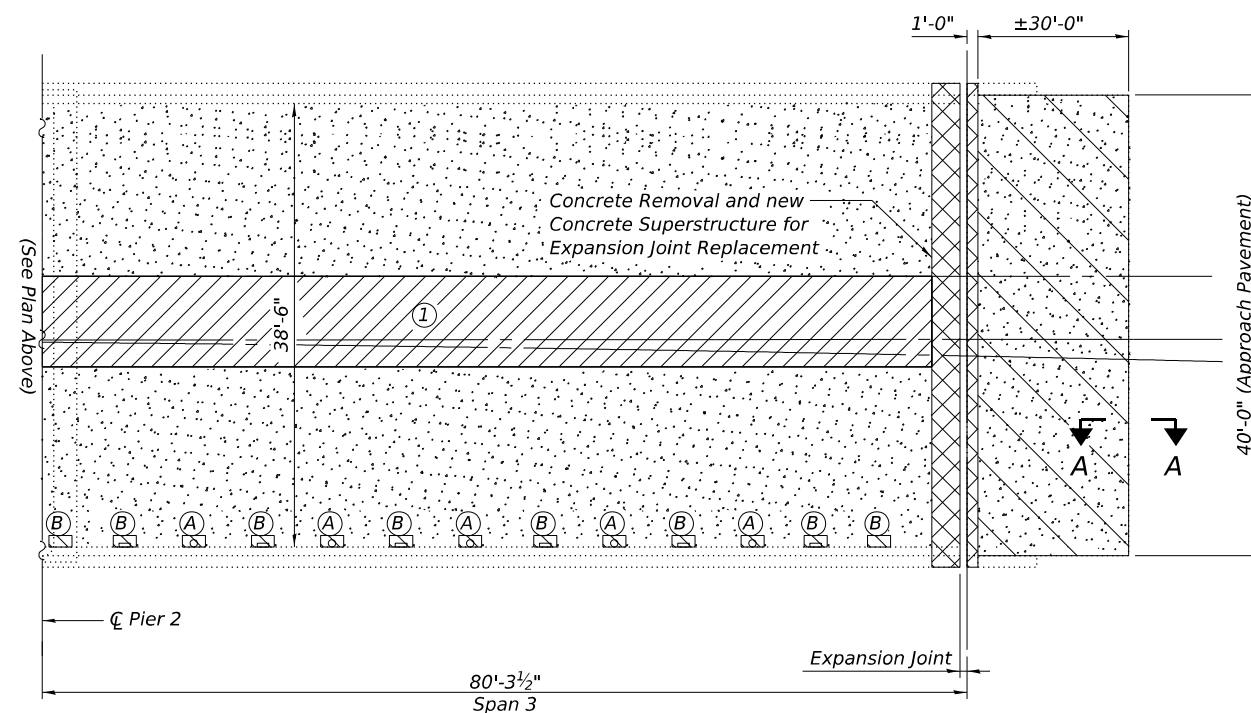 1'-0"
±30'-0"
Concrete Removal and new
Concrete Superstructure for
Expansion Joint Replacement
(See Plan Above)
1
38'-6"
40'-0" (Approach Pavement)
A
A
B
B
A
B
A
B
A
B
A
B
A
B
B
℄ Pier 2
Expansion Joint
80'-3½"
Span 3